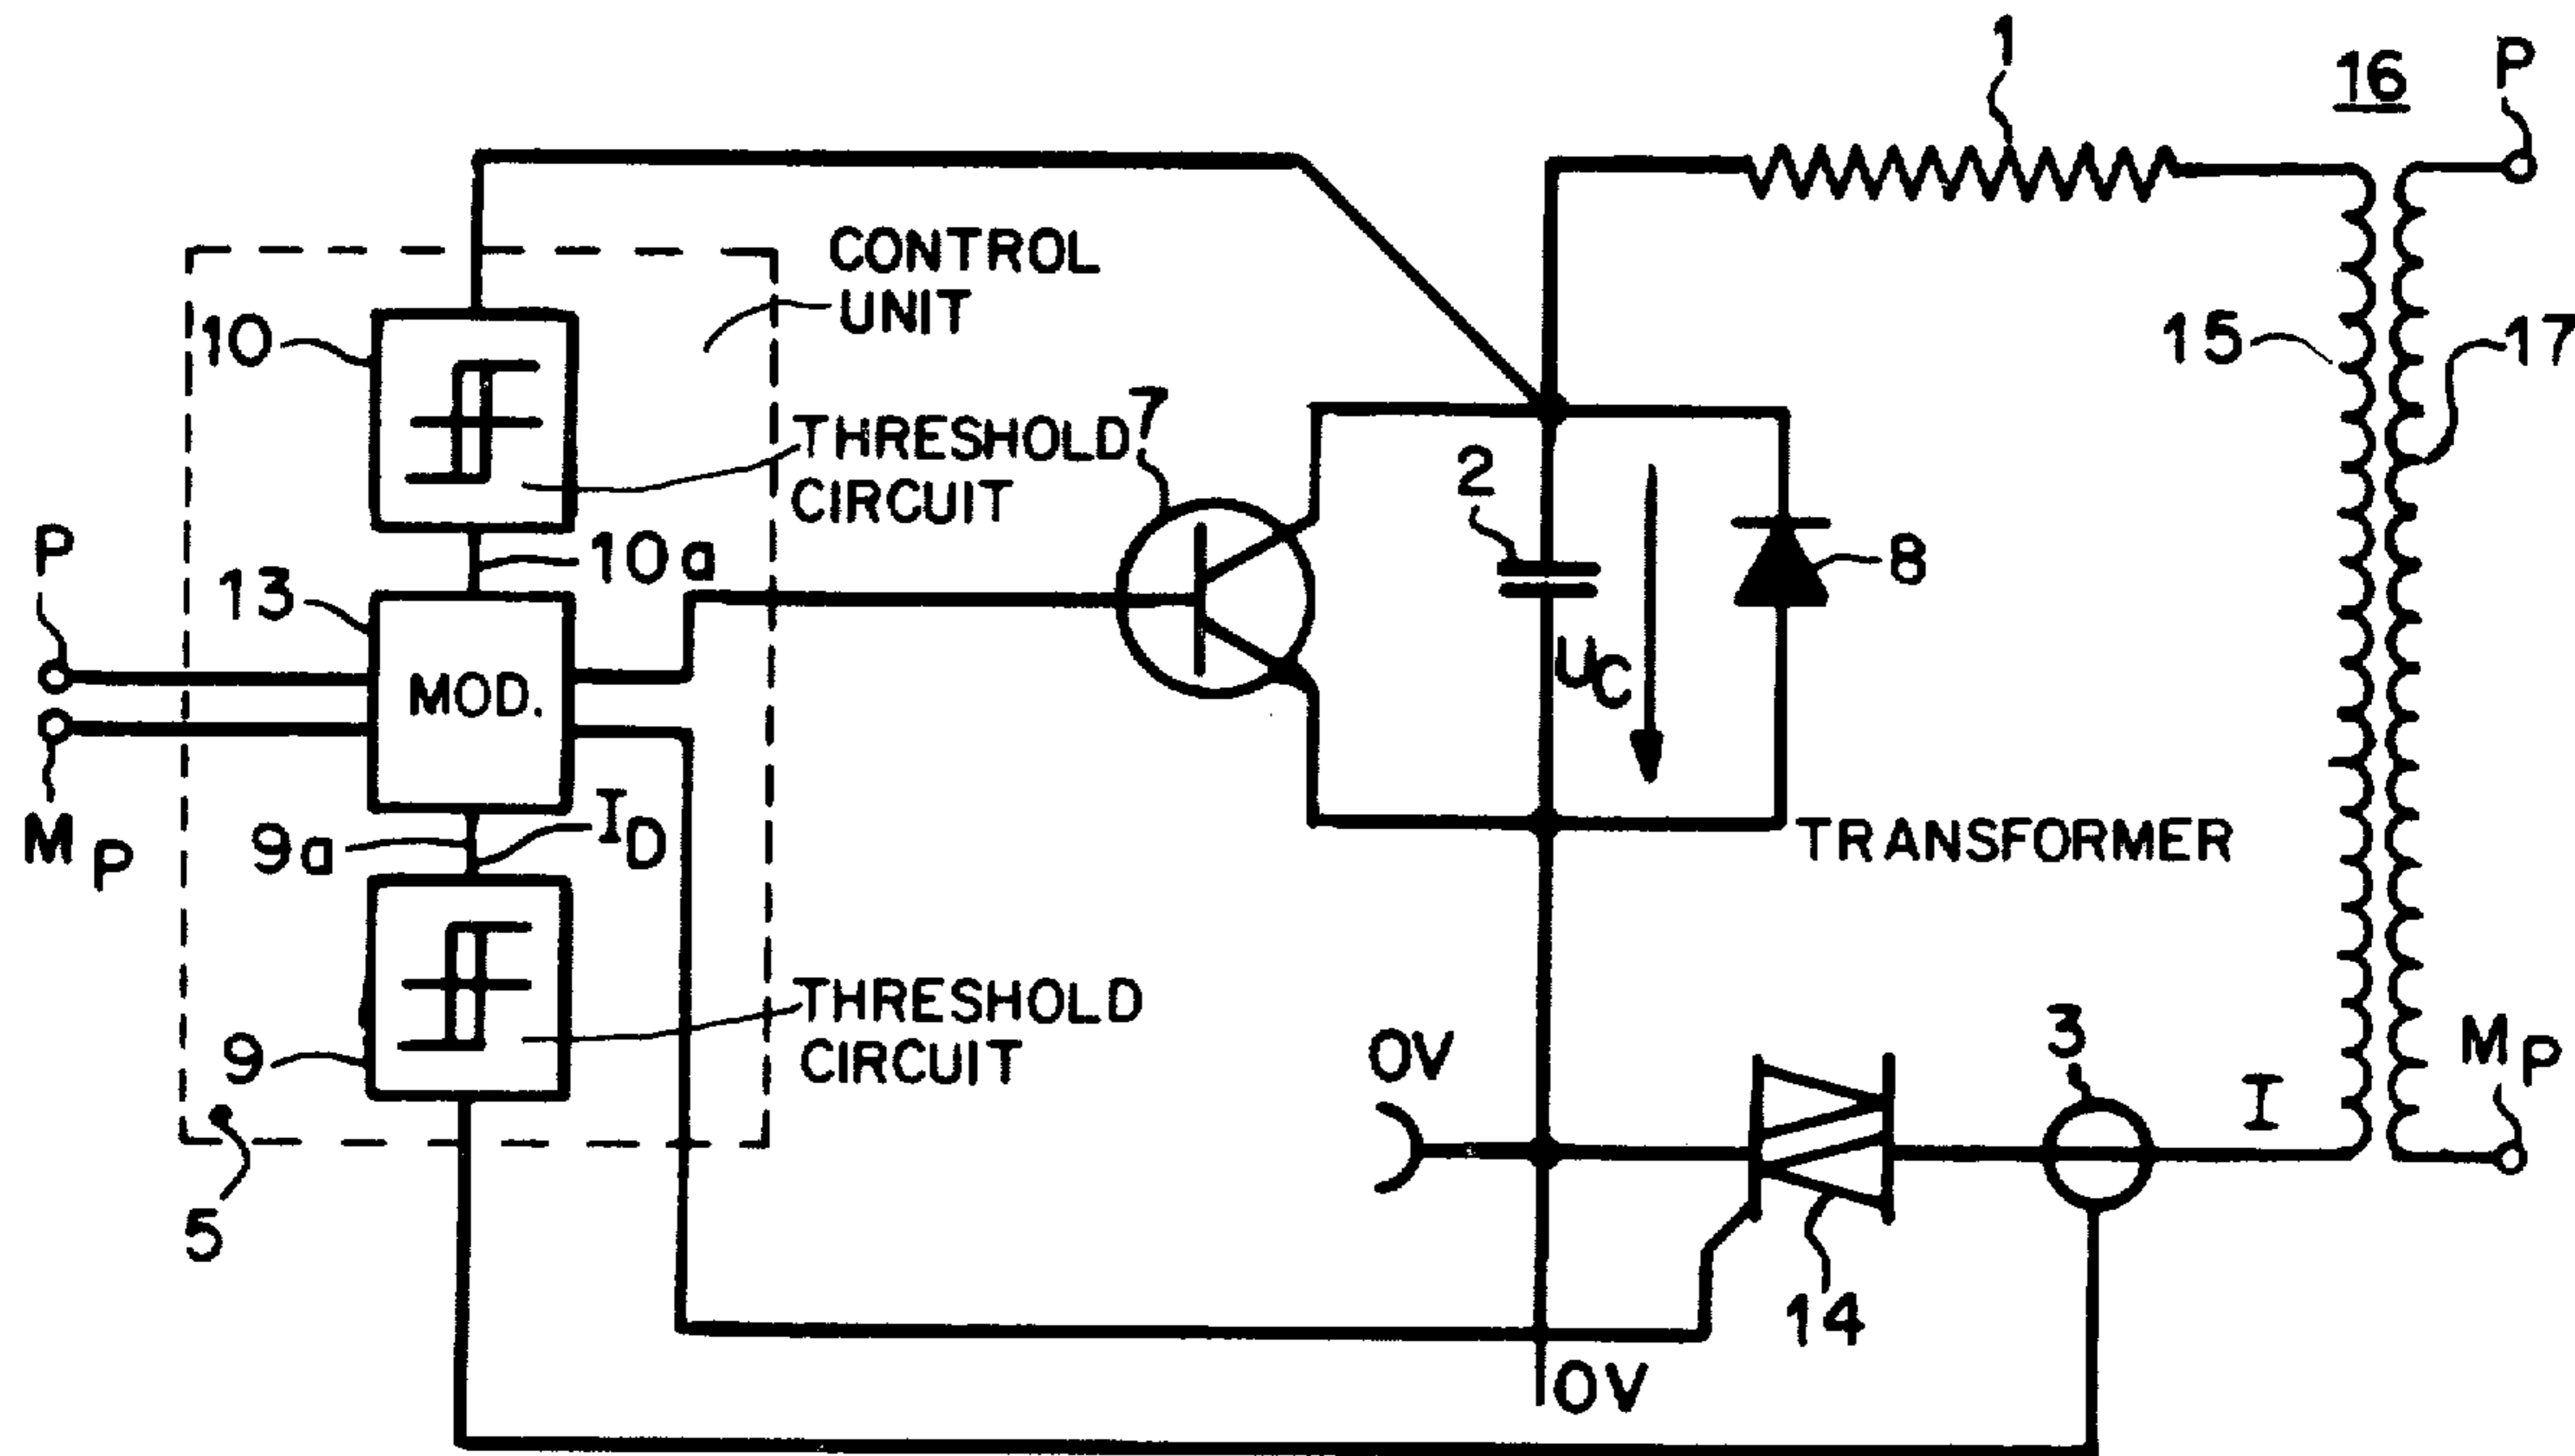 1
16
P
CONTROL
UNIT
10
15
17
THRESHOLD
CIRCUIT
7
2
P
10a
8
13
MOD.
UC
MP
9a
ID
TRANSFORMER
THRESHOLD
CIRCUIT
9
0V
3
I
MP
5
14
0V